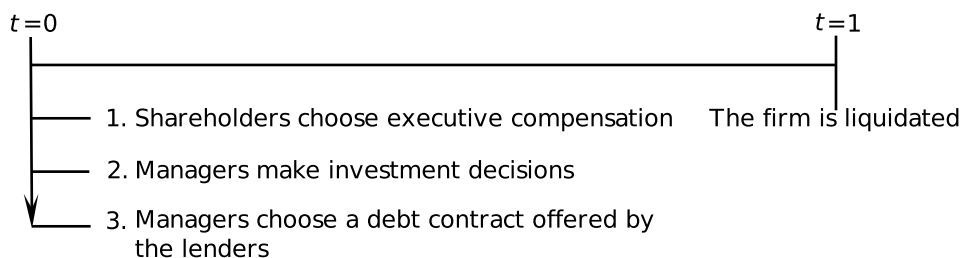 t=0
t=1
1. Shareholders choose executive compensation
The firm is liquidated
2. Managers make investment decisions
3. Managers choose a debt contract offered by
the lenders